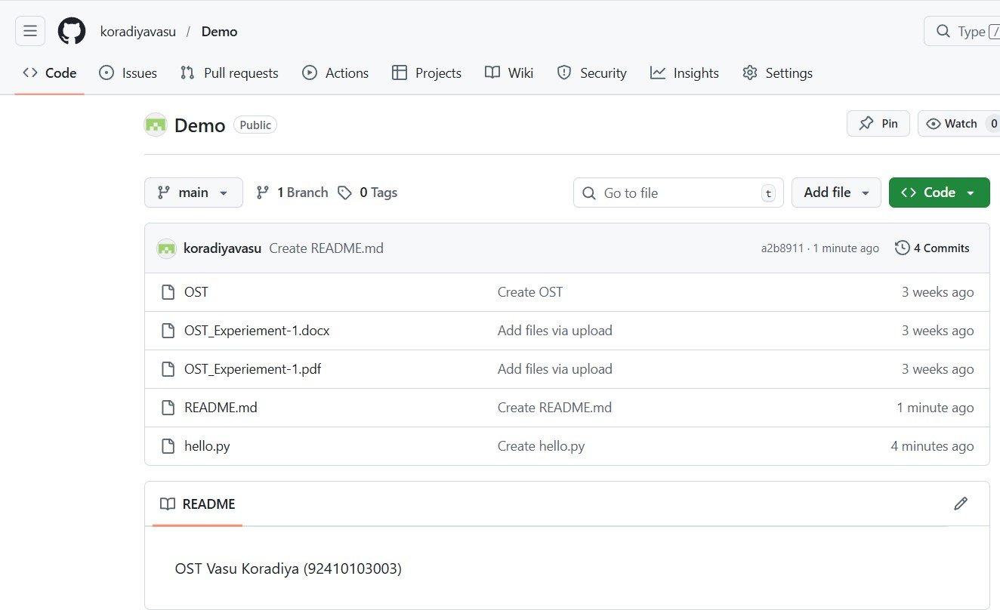 koradiyavasu / Demo
Type /
Code Issues Pull requests Actions Projects Wiki Security Insights Settings
Demo Public
Pin Watch 0
main 1 Branch 0 Tags
Go to file t Add file Code
koradiyavasu Create README.md a2b8911 · 1 minute ago 4 Commits
OST Create OST 3 weeks ago
OST_Experiement-1.docx Add files via upload 3 weeks ago
OST_Experiement-1.pdf Add files via upload 3 weeks ago
README.md Create README.md 1 minute ago
hello.py Create hello.py 4 minutes ago
README
OST Vasu Koradiya (92410103003)